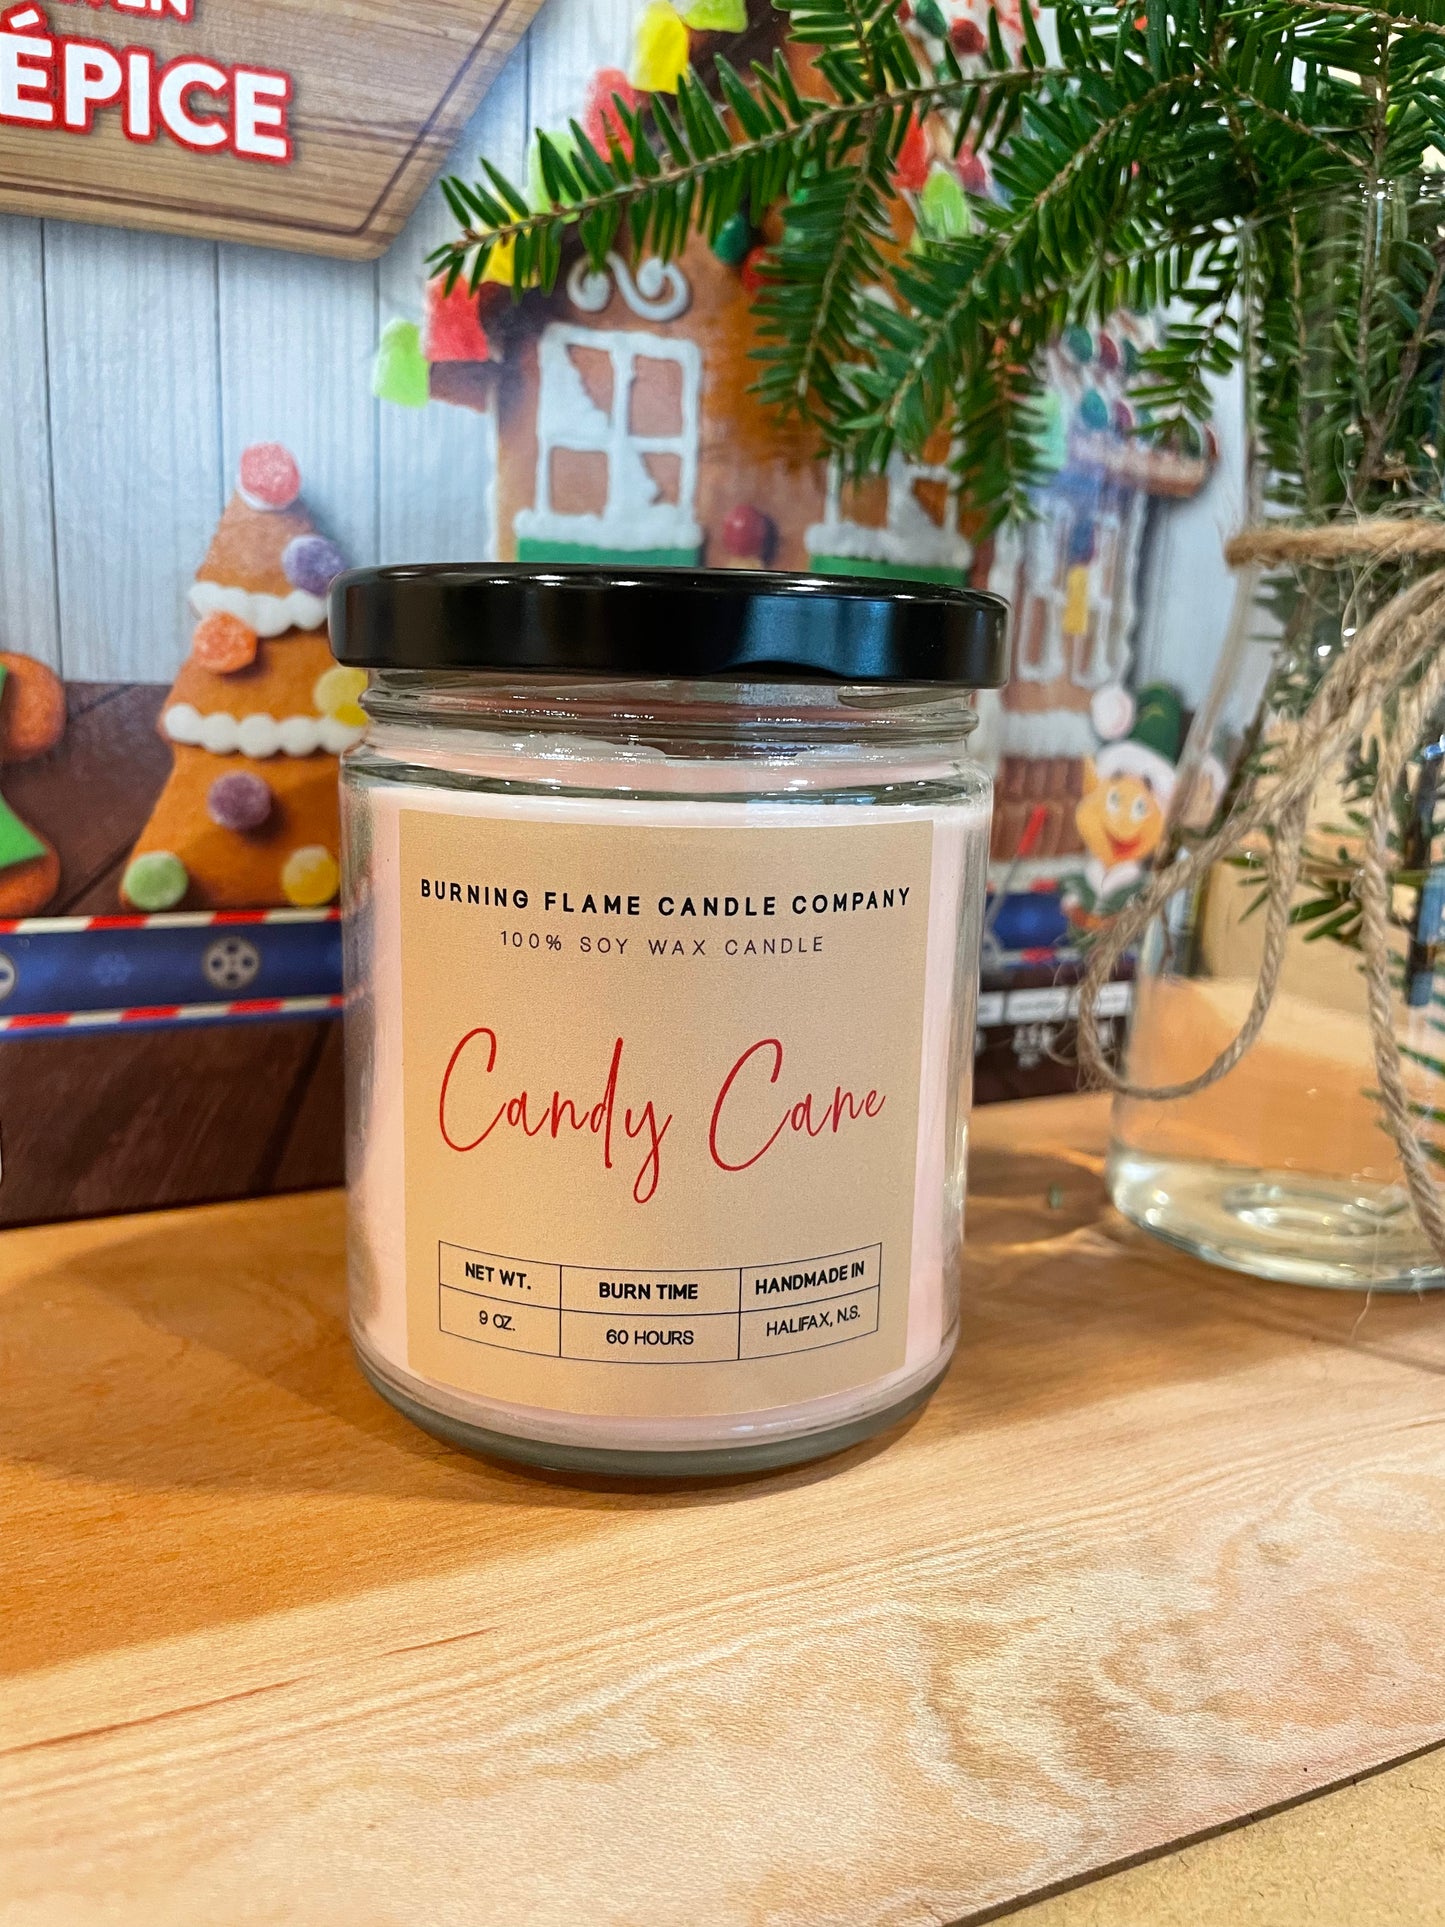 ÉPICE
BURNING FLAME CANDLE COMPANY
100% SOY WAX CANDLE
Candy Cane
NET WT.
BURN TIME
HANDMADE IN
9 OZ.
60 HOURS
HALIFAX, N.S.